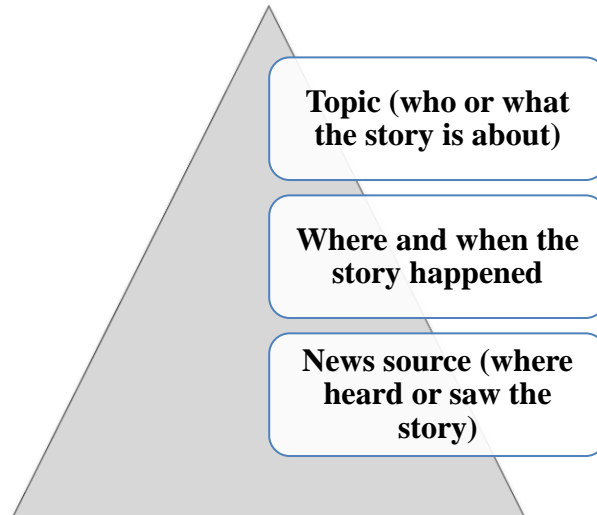 Topic (who or what
the story is about)
Where and when the
story happened
News source (where
heard or saw the
story)